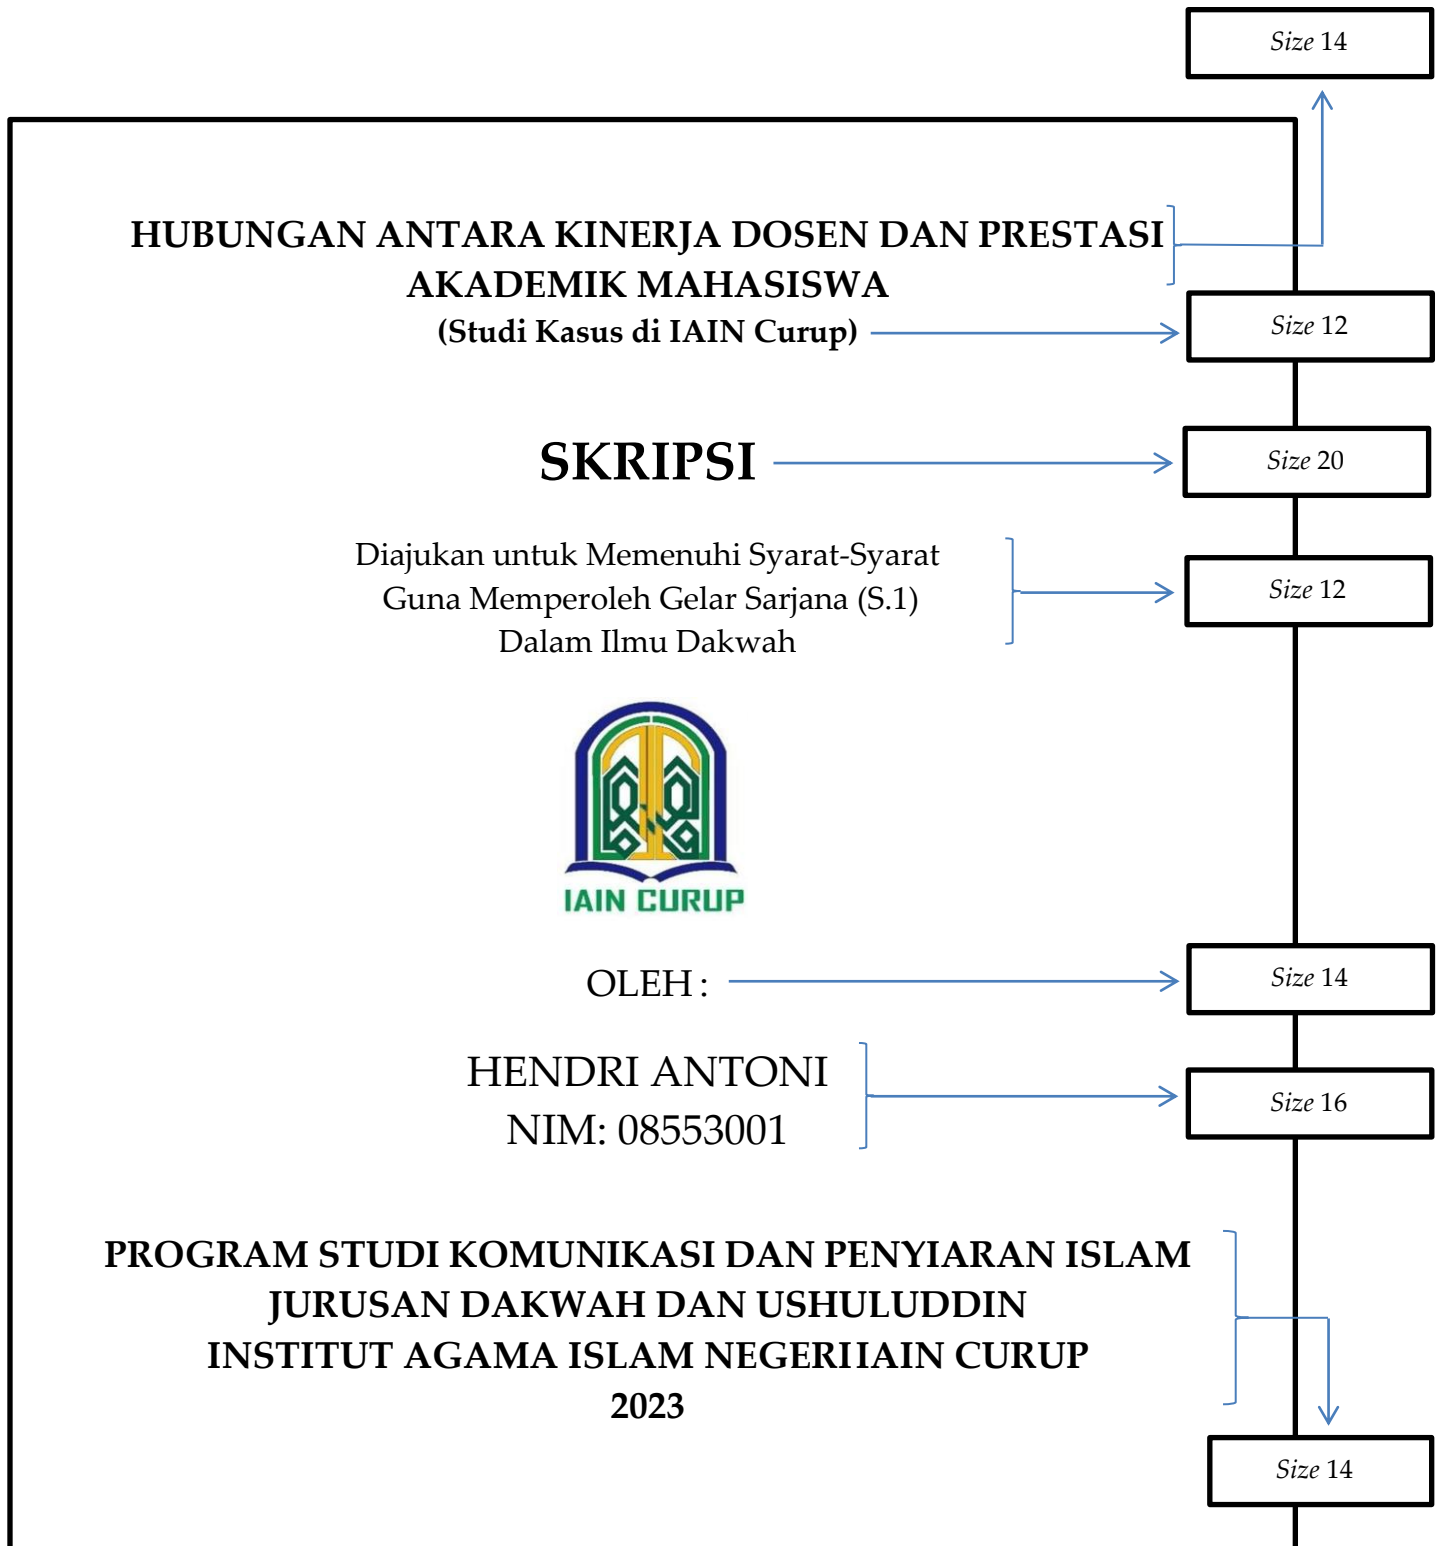 Size 14
HUBUNGAN ANTARA KINERJA DOSEN DAN PRESTASI
AKADEMIK MAHASISWA
(Studi Kasus di IAIN Curup)
Size 12
SKRIPSI
Size 20
Diajukan untuk Memenuhi Syarat-Syarat
Guna Memperoleh Gelar Sarjana (S.1)
Dalam Ilmu Dakwah
Size 12
IAIN CURUP
OLEH :
Size 14
HENDRI ANTONI
NIM: 08553001
Size 16
PROGRAM STUDI KOMUNIKASI DAN PENYIARAN ISLAM
JURUSAN DAKWAH DAN USHULUDDIN
INSTITUT AGAMA ISLAM NEGERI IAIN CURUP
2023
Size 14